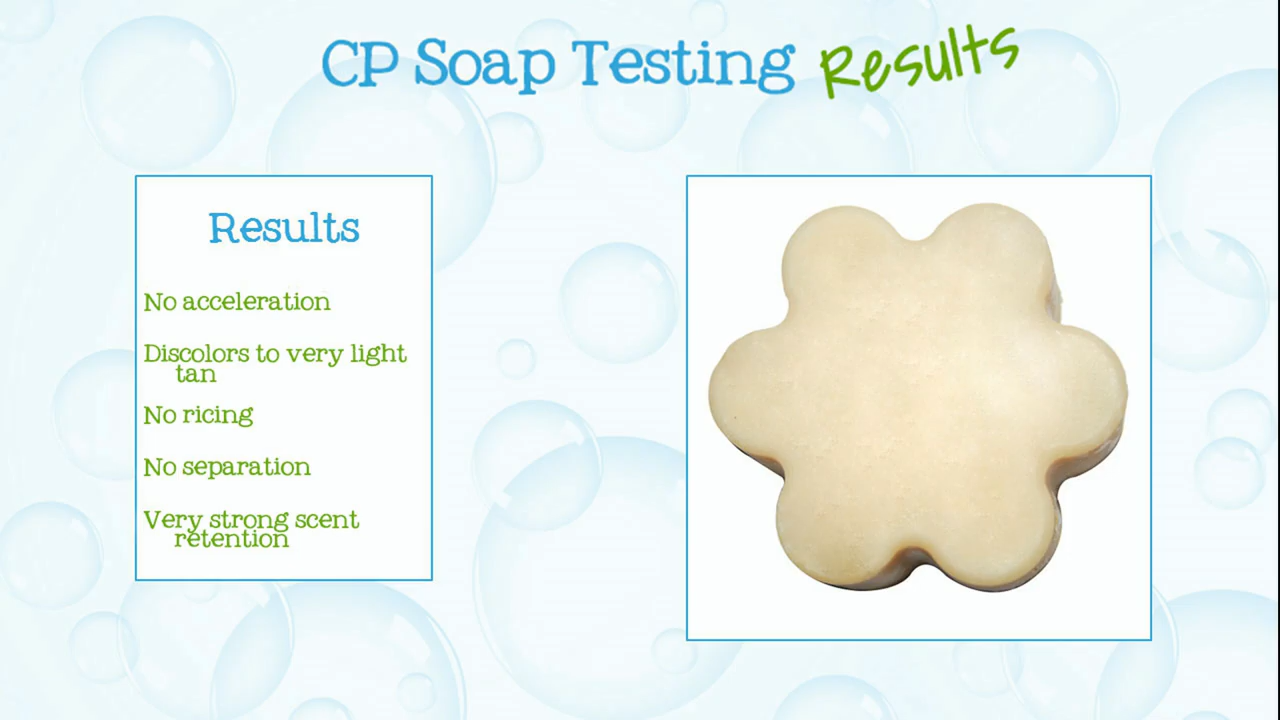 CP Soap Testing Results
Results
No acceleration
Discolors to very light
tan
No ricing
No separation
Very strong scent
retention